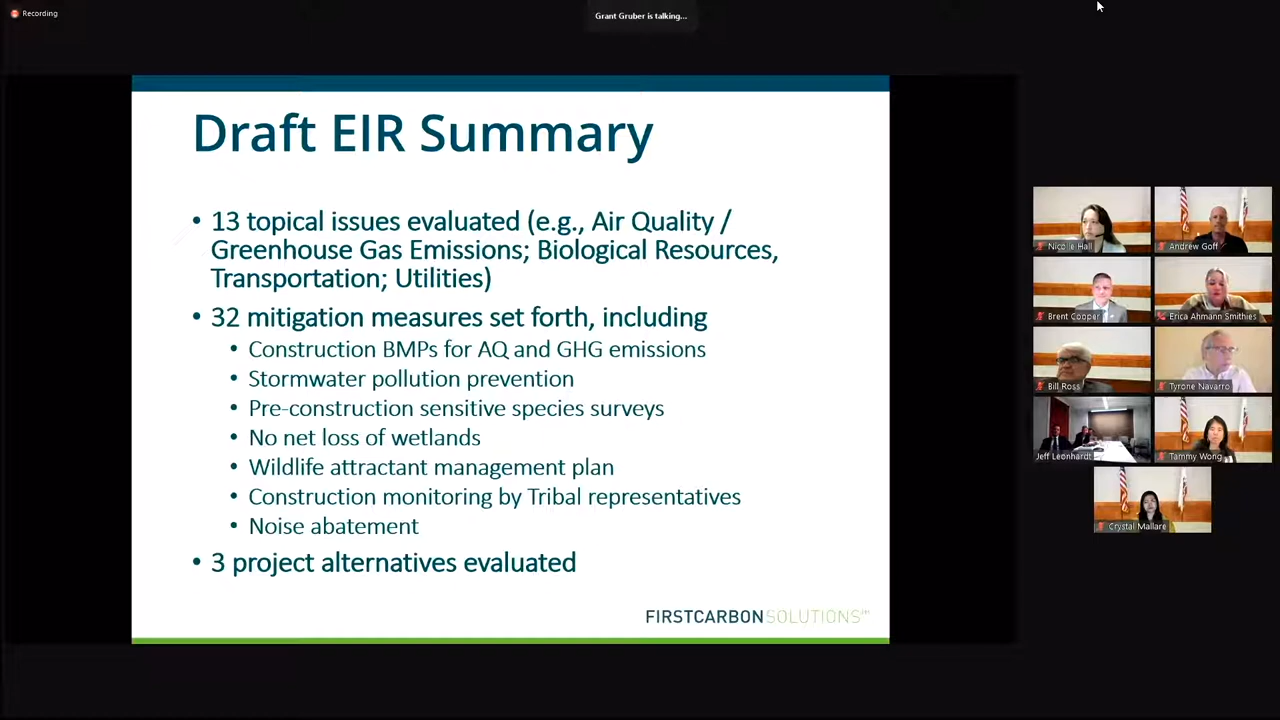 Recording
Grant Gruber is talking...
Draft EIR Summary
• 13 topical issues evaluated (e.g., Air Quality /
Greenhouse Gas Emissions; Biological Resources,
Transportation; Utilities)
• 32 mitigation measures set forth, including
• Construction BMPs for AQ and GHG emissions
• Stormwater pollution prevention
• Pre-construction sensitive species surveys
• No net loss of wetlands
• Wildlife attractant management plan
• Construction monitoring by Tribal representatives
• Noise abatement
• 3 project alternatives evaluated
FIRSTCARBONSOLUTIONS™
Nicole Hall
Andrew Goff
Brent Cooper
Erica Ahmann Smithies
Bill Ross
Tyrone Navarro
Jeff Leonhardt
Tammy Wong
Crystal Mallare